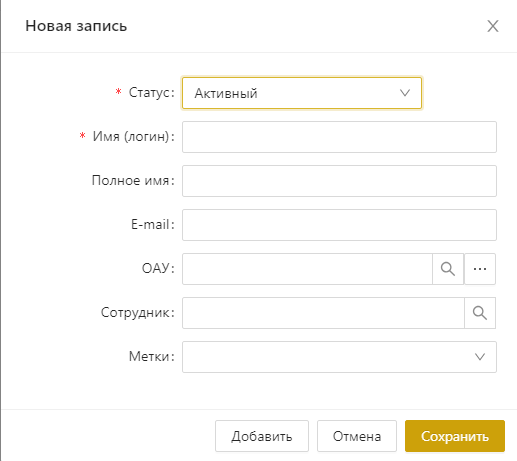 Новая запись
* Статус: Активный
* Имя (логин):
Полное имя:
E-mail:
ОАУ:
Сотрудник:
Метки:
Добавить Отмена Сохранить